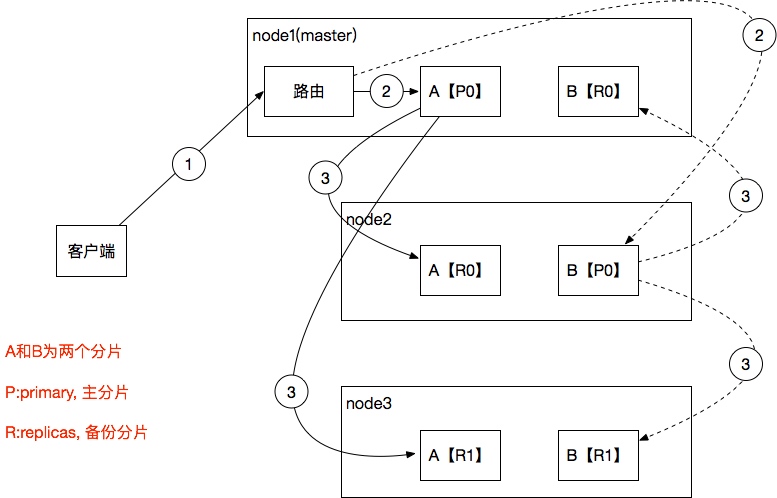 node1(master)
2
路由
2
A【P0】
B【R0】
1
3
3
node2
客户端
A【R0】
B【P0】
A和B为两个分片
3
P:primary, 主分片
3
node3
R:replicas, 备份分片
A【R1】
B【R1】